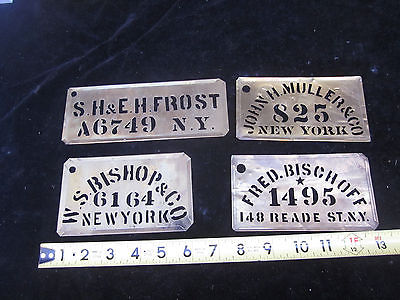 S.H & E.H. FROST
A6749 N.Y.
JOHN H. MULLER & CO
825
NEW YORK
W.S. BISHOP & CO
6164
NEW YORK
FRED. BISCHOFF
1495
148 READE ST. N.Y.
1 2 3 4 5 6 7 8 9 10 11 13